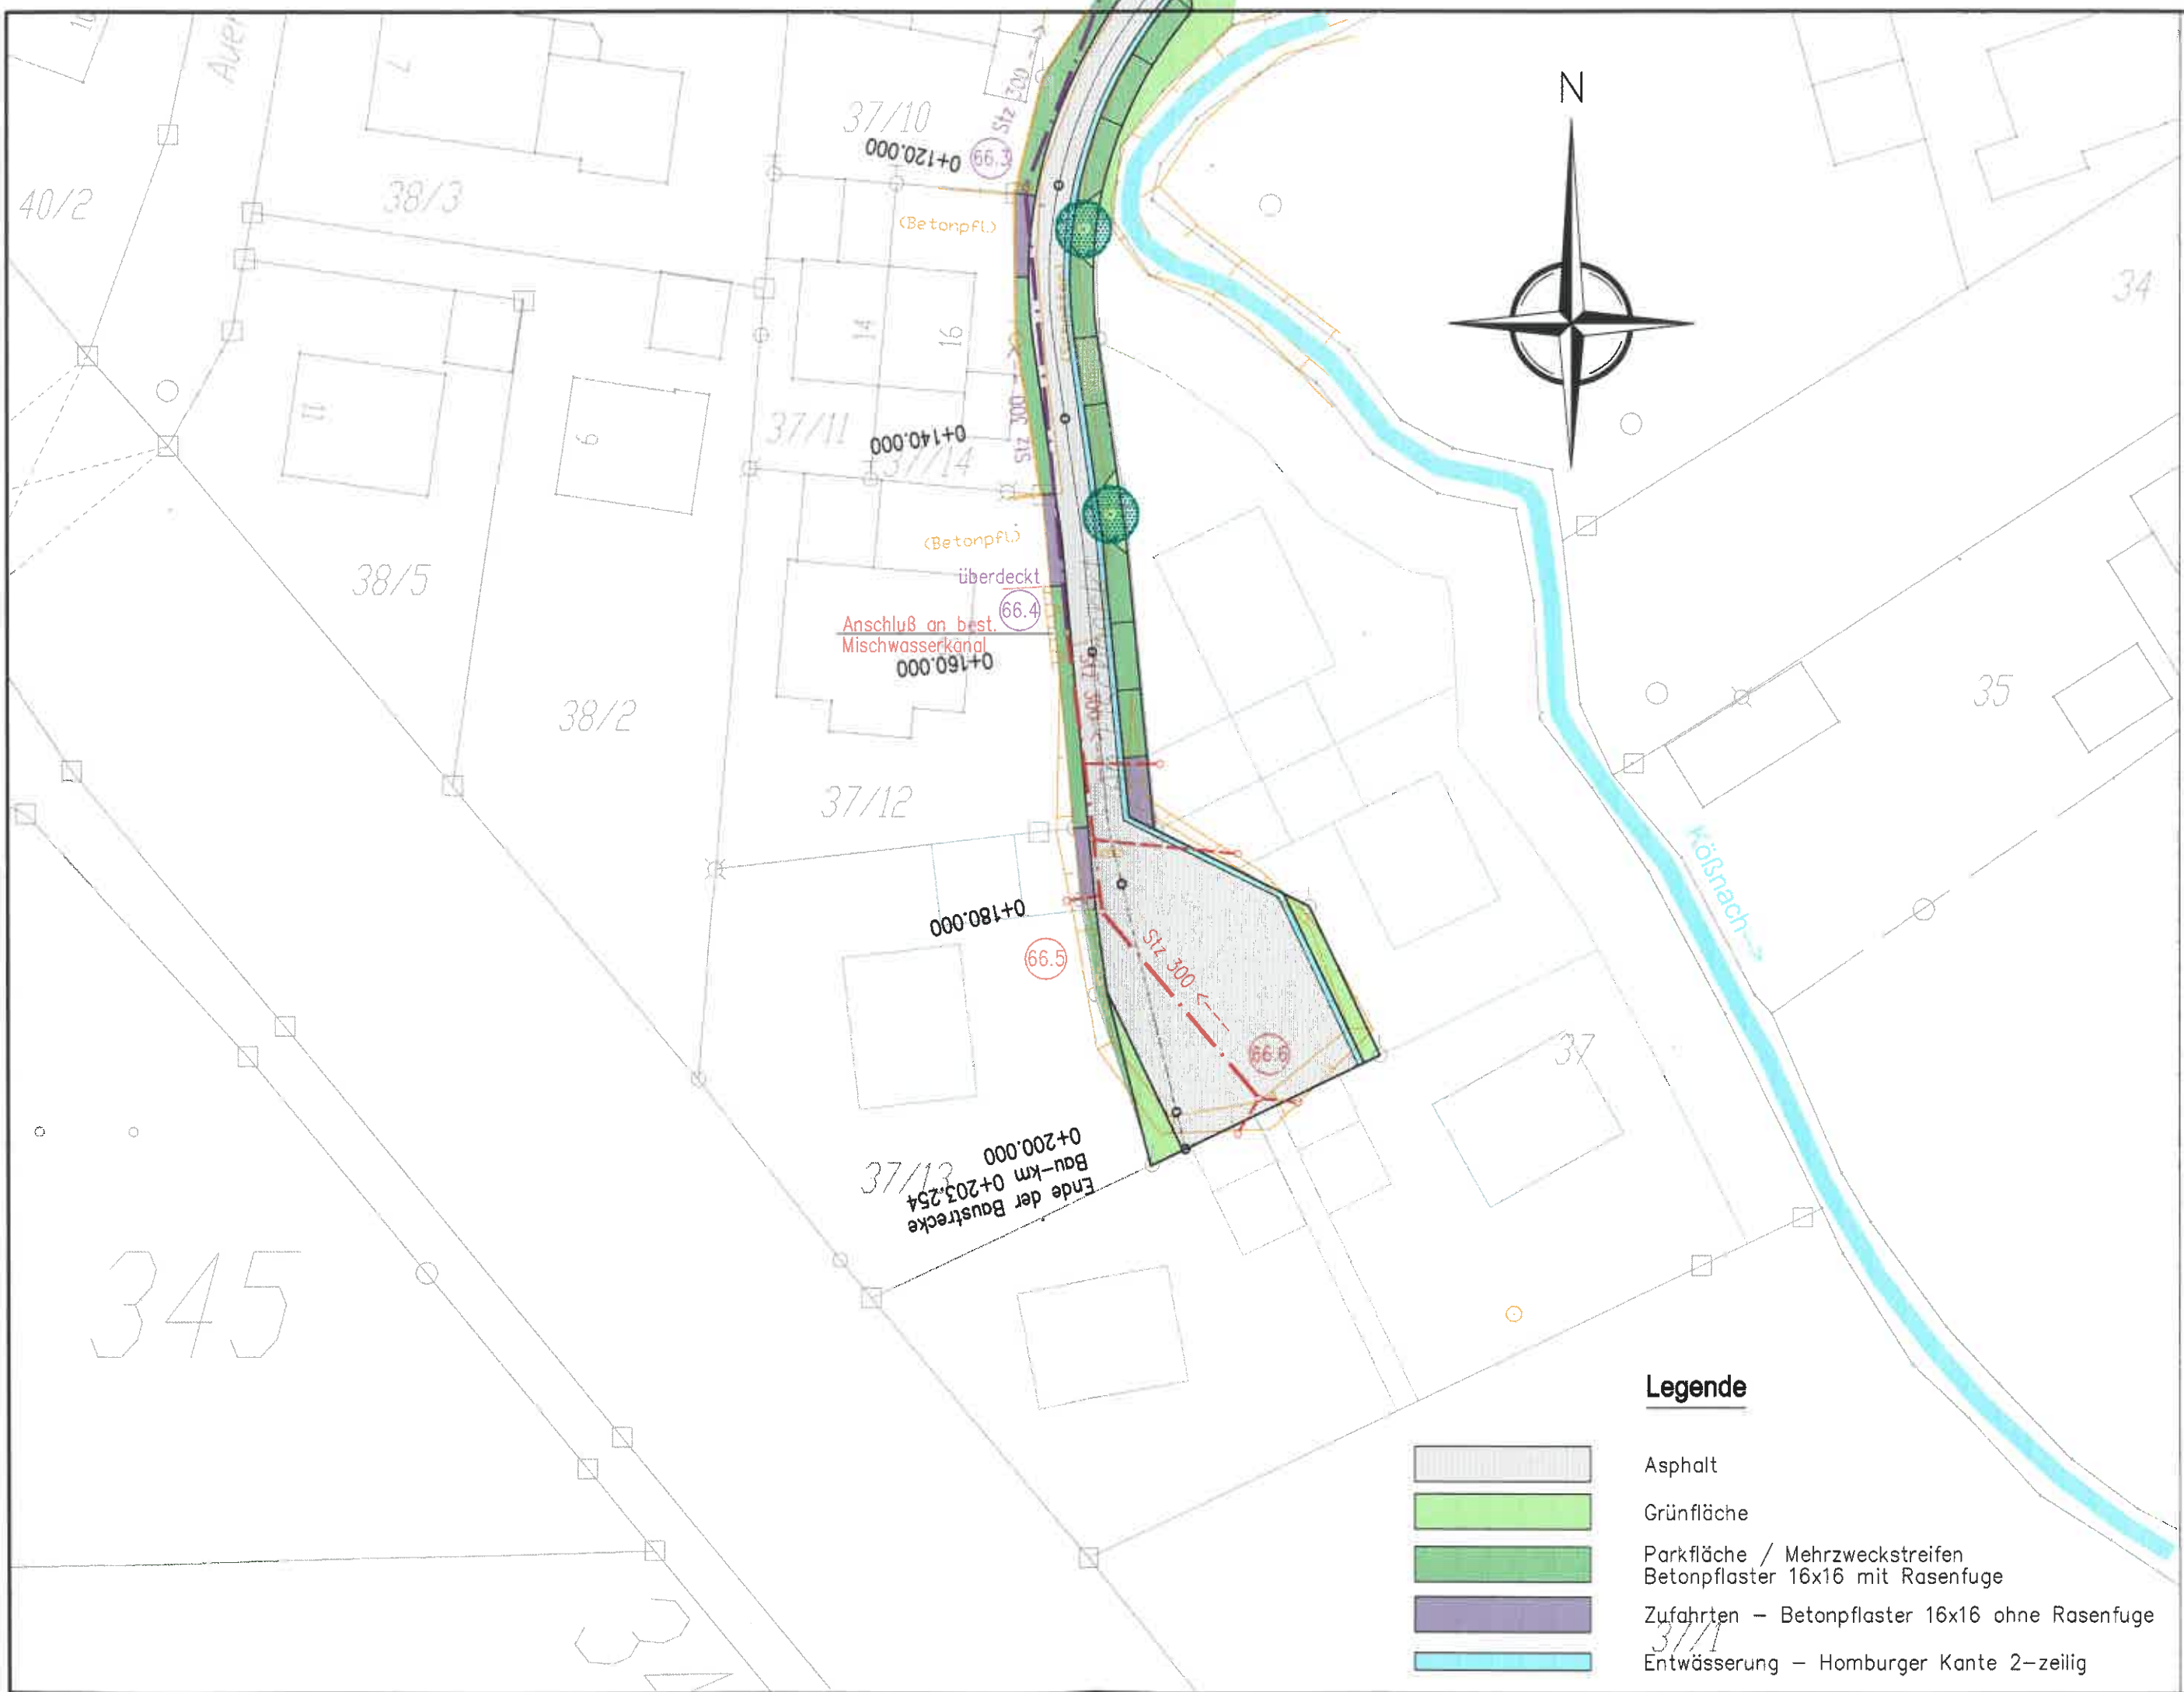 Auer
7
37/10
Stz 300
N
0+120.000
66.3
40/2
38/3
(Betonpfl.)
34
14
16
11
9
37/11
Stz 300
0+140.000
37/14
(Betonpfl.)
38/5
überdeckt
66.4
Anschluß an best.
Mischwasserkanal
0+160.000
Stz 300
35
38/2
37/12
Kößnach
0+180.000
66.5
Stz 300
66.6
37
0+200.000
37/13
Ende der Baustrecke
Bau-km 0+203.254
345
Legende
Asphalt
Grünfläche
Parkfläche / Mehrzweckstreifen
Betonpflaster 16x16 mit Rasenfuge
Zufahrten – Betonpflaster 16x16 ohne Rasenfuge
37/1
Entwässerung – Homburger Kante 2-zeilig